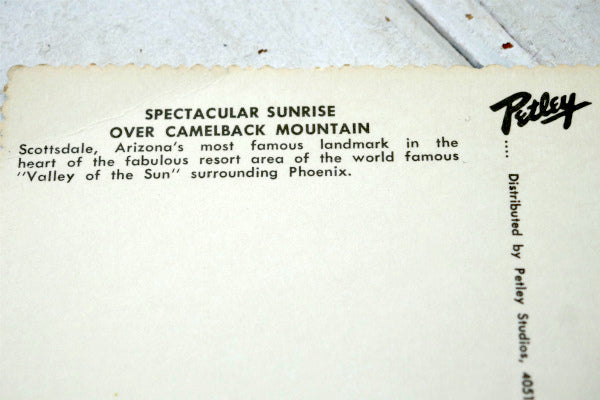 SPECTACULAR SUNRISE
OVER CAMELBACK MOUNTAIN
Scottsdale, Arizona's most famous landmark in the
heart of the fabulous resort area of the world famous
"Valley of the Sun" surrounding Phoenix.
Petley
..... Distributed by Petley Studios, 4051